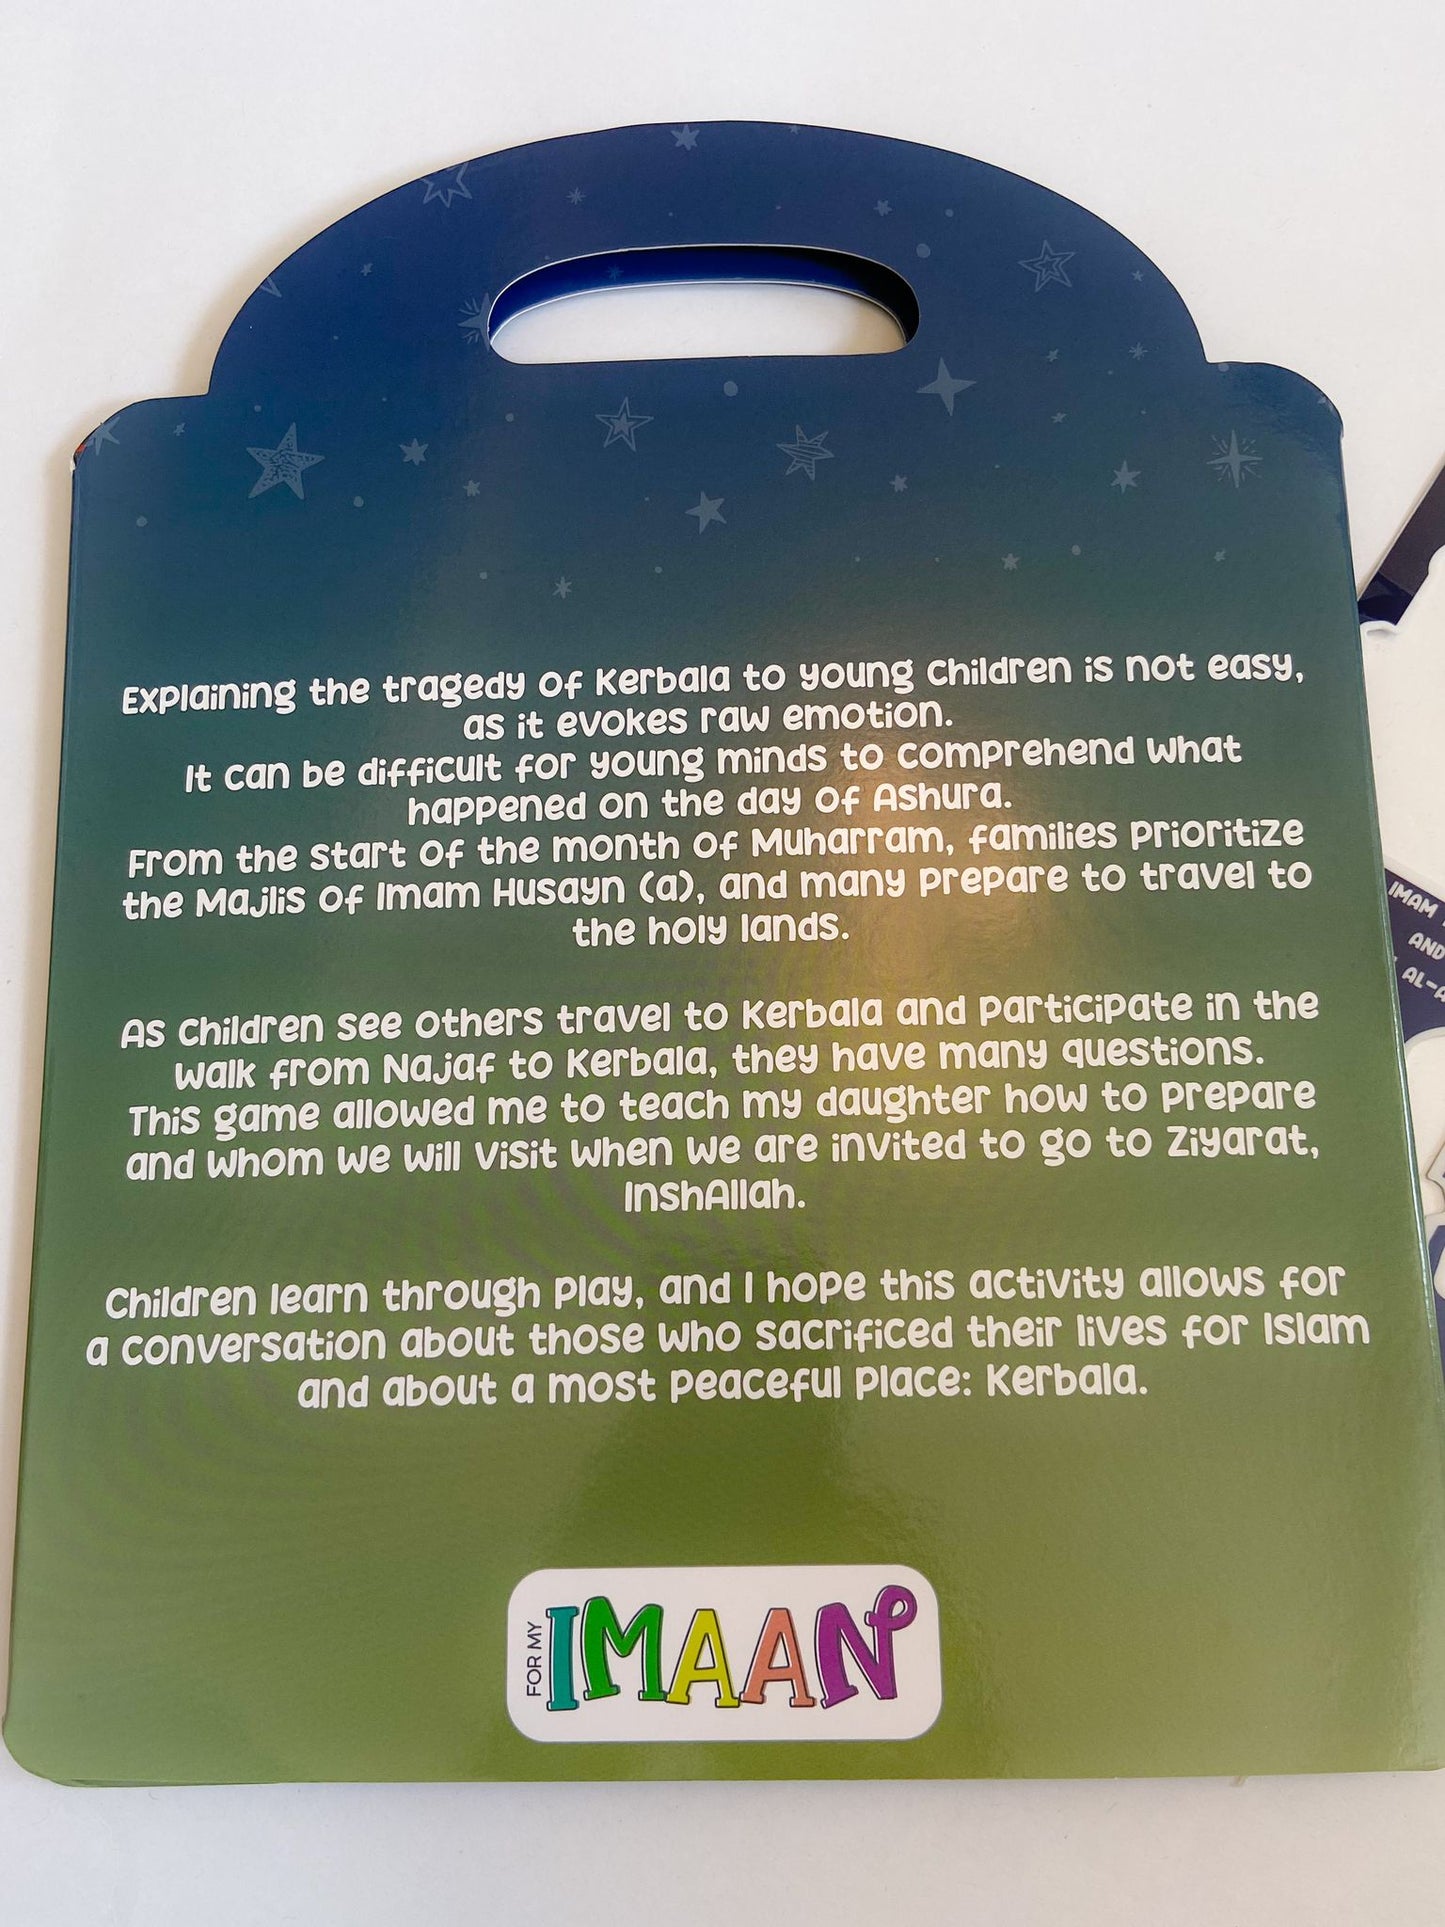 Explaining the tragedy of Kerbala to young children is not easy,
as it evokes raw emotion.
It can be difficult for young minds to comprehend what
happened on the day of Ashura.
From the start of the month of Muharram, families prioritize
the Majlis of Imam Husayn (a), and many prepare to travel to
the holy lands.
As children see others travel to Kerbala and participate in the
walk from Najaf to Kerbala, they have many questions.
This game allowed me to teach my daughter how to prepare
and whom we will visit when we are invited to go to Ziyarat,
InshAllah.
Children learn through play, and I hope this activity allows for
a conversation about those who sacrificed their lives for Islam
and about a most peaceful place: Kerbala.
FOR MY IMAAN
IMAM
AND